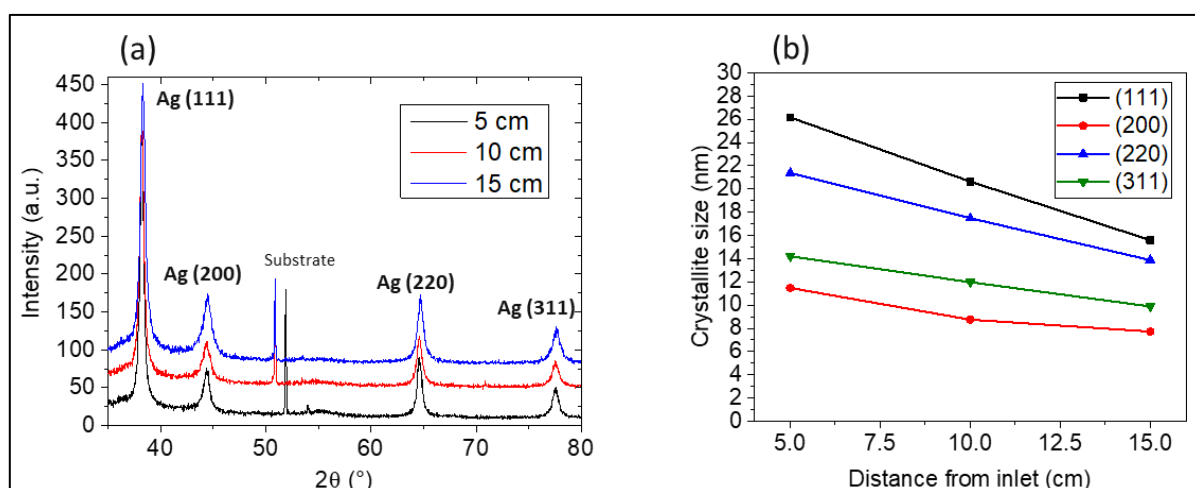 (a)
450
400
350
300
250
200
150
100
50
0
Intensity (a.u.)
Ag (111)
Ag (200)
Substrate
Ag (220)
Ag (311)
5 cm
10 cm
15 cm
40 50 60 70 80
2θ (°)
(b)
30
28
26
24
22
20
18
16
14
12
10
8
6
4
2
0
Crystallite size (nm)
(111)
(200)
(220)
(311)
5.0 7.5 10.0 12.5 15.0
Distance from inlet (cm)